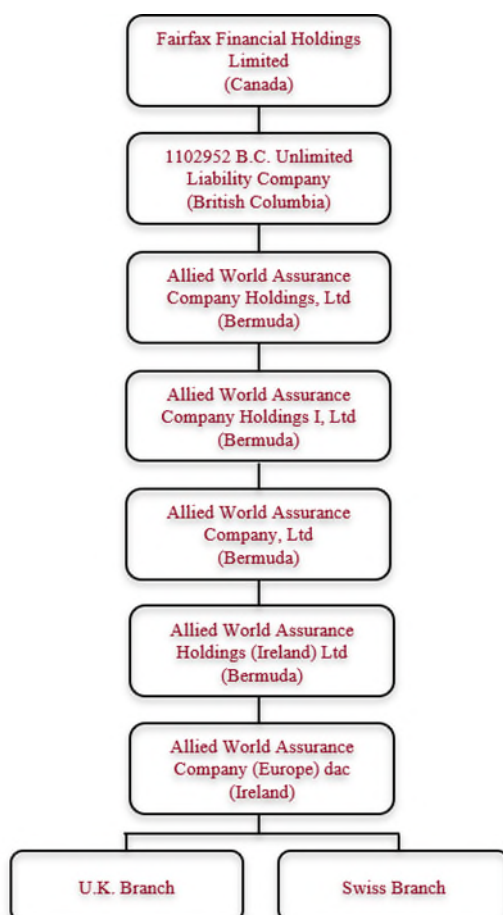 Fairfax Financial Holdings
Limited
(Canada)
1102952 B.C. Unlimited
Liability Company
(British Columbia)
Allied World Assurance
Company Holdings, Ltd
(Bermuda)
Allied World Assurance
Company Holdings I, Ltd
(Bermuda)
Allied World Assurance
Company, Ltd
(Bermuda)
Allied World Assurance
Holdings (Ireland) Ltd
(Bermuda)
Allied World Assurance
Company (Europe) dac
(Ireland)
U.K. Branch
Swiss Branch